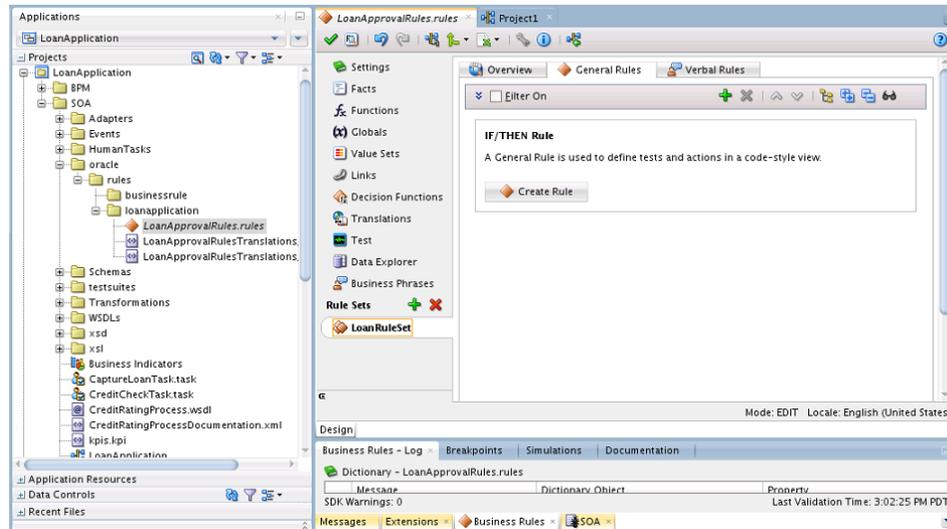 Applications
LoanApplication
Projects
LoanApplication
BPM
SOA
Adapters
Events
HumanTasks
oracle
rules
businessrule
loanapplication
LoanApprovalRules.rules
LoanApprovalRulesTranslations.
LoanApprovalRulesTranslations.
Schemas
testsuites
Transformations
WSDLs
xsd
xsl
Business Indicators
CaptureLoanTask.task
CreditCheckTask.task
CreditRatingProcess.wsdl
CreditRatingProcessDocumentation.xml
kpis.kpi
LoanApplication
Application Resources
Data Controls
Recent Files
LoanApprovalRules.rules
Project1
Settings
Facts
Functions
Globals
Value Sets
Links
Decision Functions
Translations
Test
Data Explorer
Business Phrases
Rule Sets
LoanRuleSet
Overview
General Rules
Verbal Rules
Filter On
IF/THEN Rule
A General Rule is used to define tests and actions in a code-style view.
Create Rule
Mode: EDIT Locale: English (United States
Design
Business Rules - Log
Breakpoints
Simulations
Documentation
Dictionary - LoanApprovalRules.rules
Message
Dictionary Object
Property
SDK Warnings: 0
Last Validation Time: 3:02:25 PM PDT
Messages
Extensions
Business Rules
SOA